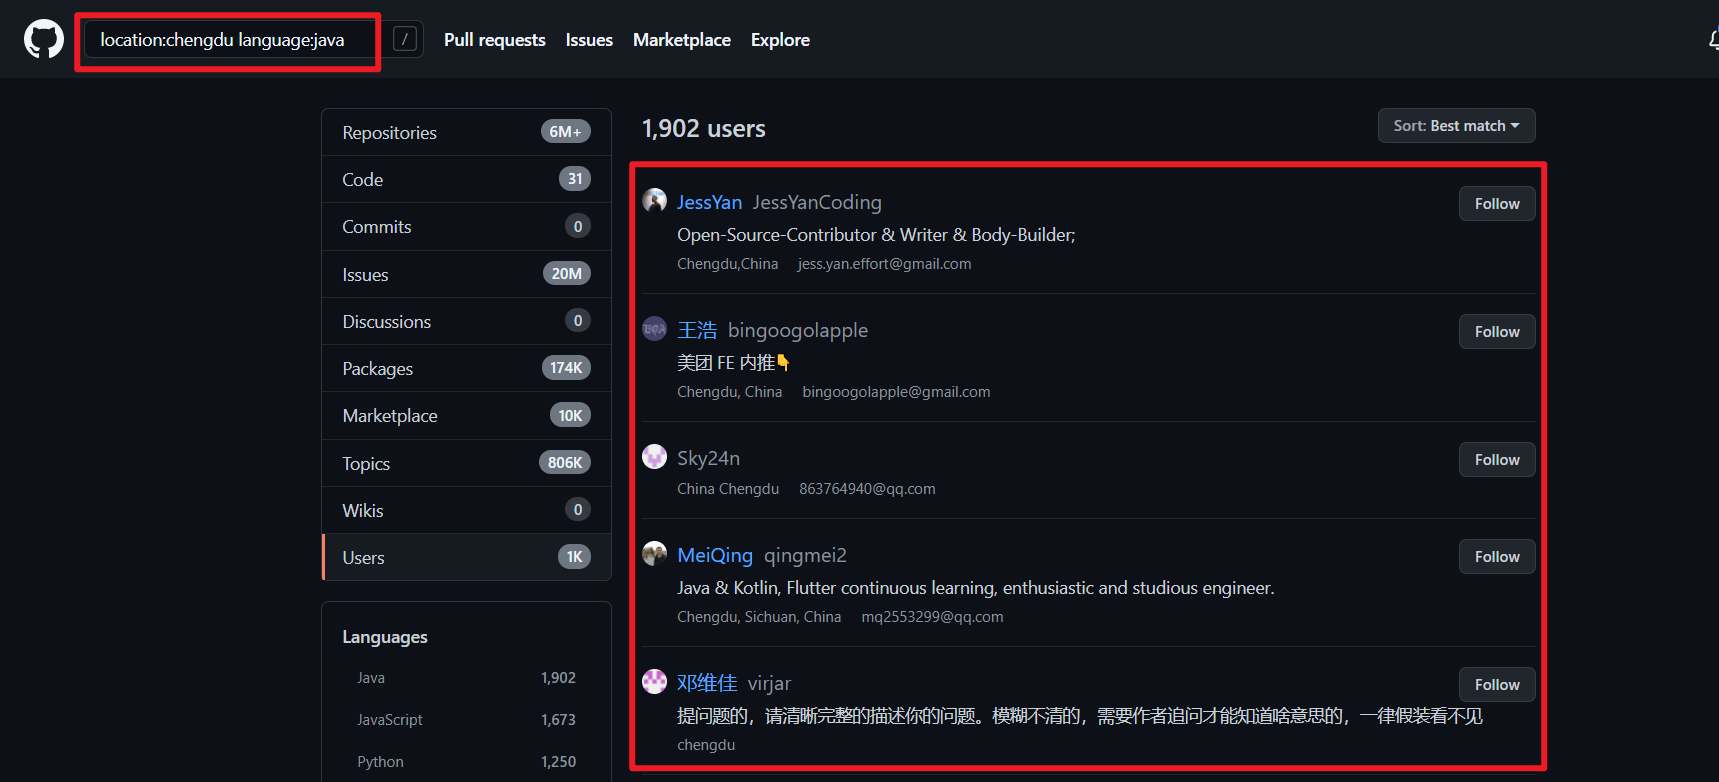 location:chengdu language:java / Pull requests Issues Marketplace Explore
Repositories 6M+
Code 31
Commits 0
Issues 20M
Discussions 0
Packages 174K
Marketplace 10K
Topics 806K
Wikis 0
Users 1K
Languages
Java 1,902
JavaScript 1,673
Python 1,250
1,902 users
Sort: Best match
JessYan JessYanCoding
Follow
Open-Source-Contributor & Writer & Body-Builder;
Chengdu,China jess.yan.effort@gmail.com
王浩 bingoogolapple
Follow
美团 FE 内推👇
Chengdu, China bingoogolapple@gmail.com
Sky24n
Follow
China Chengdu 863764940@qq.com
MeiQing qingmei2
Follow
Java & Kotlin, Flutter continuous learning, enthusiastic and studious engineer.
Chengdu, Sichuan, China mq2553299@qq.com
邓维佳 virjar
Follow
提问题的，请清晰完整的描述你的问题。模糊不清的，需要作者追问才能知道啥意思的，一律假装看不见
chengdu